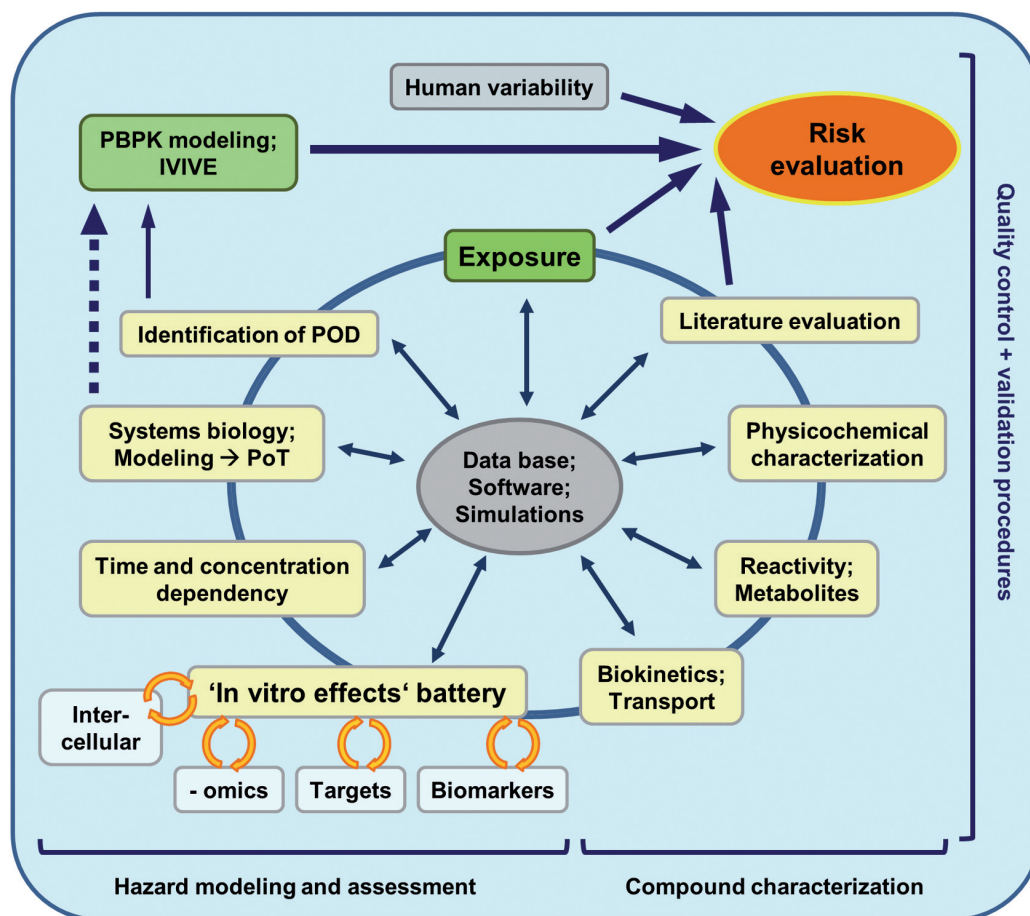 Human variability
PBPK modeling;
IVIVE
Risk
evaluation
Exposure
Identification of POD
Literature evaluation
Systems biology;
Modeling → PoT
Data base;
Software;
Simulations
Physicochemical
characterization
Time and concentration
dependency
Reactivity;
Metabolites
‘In vitro effects‘ battery
Biokinetics;
Transport
Inter-
cellular
- omics
Targets
Biomarkers
Hazard modeling and assessment
Compound characterization
Quality control + validation procedures